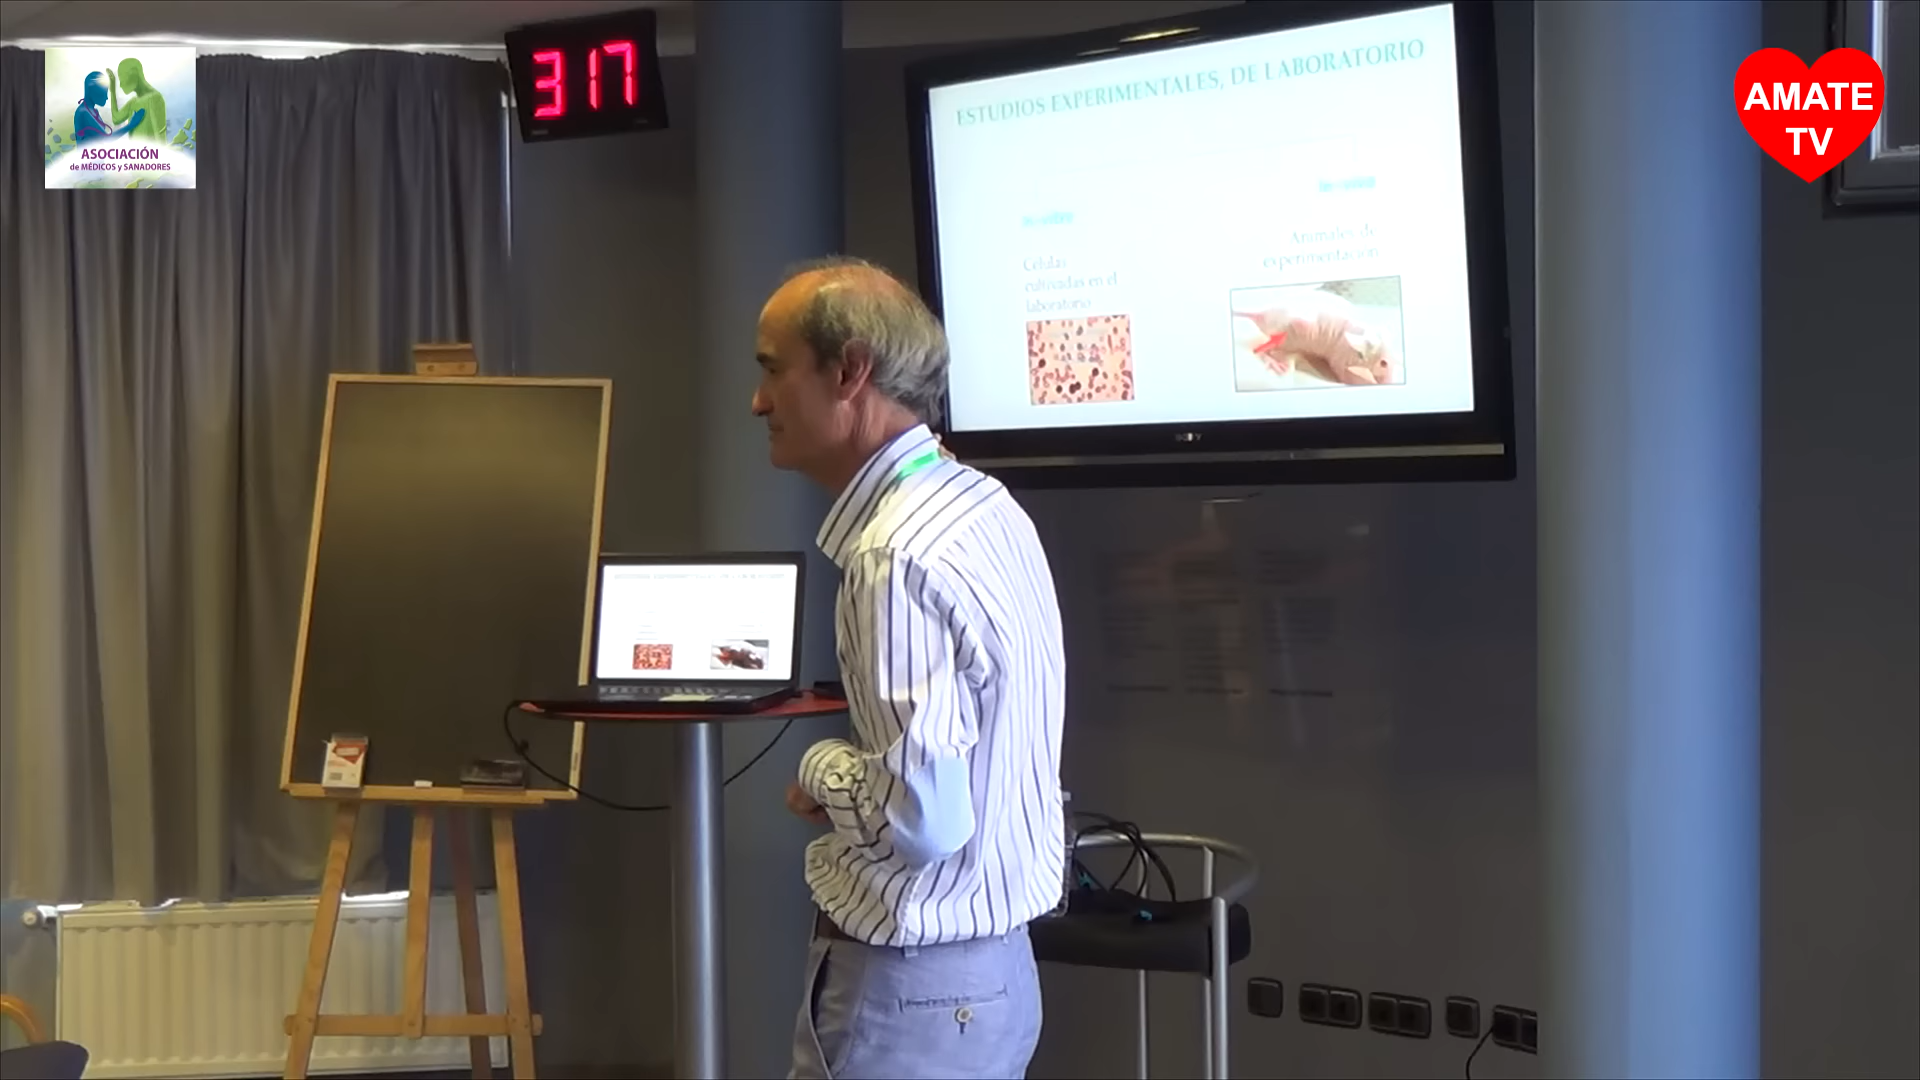 ASOCIACIÓN
de MÉDICOS y SANADORES
317
AMATE
TV
ESTUDIOS EXPERIMENTALES, DE LABORATORIO
Células
cultivadas en el
laboratorio
Animales de
experimentación
SONY